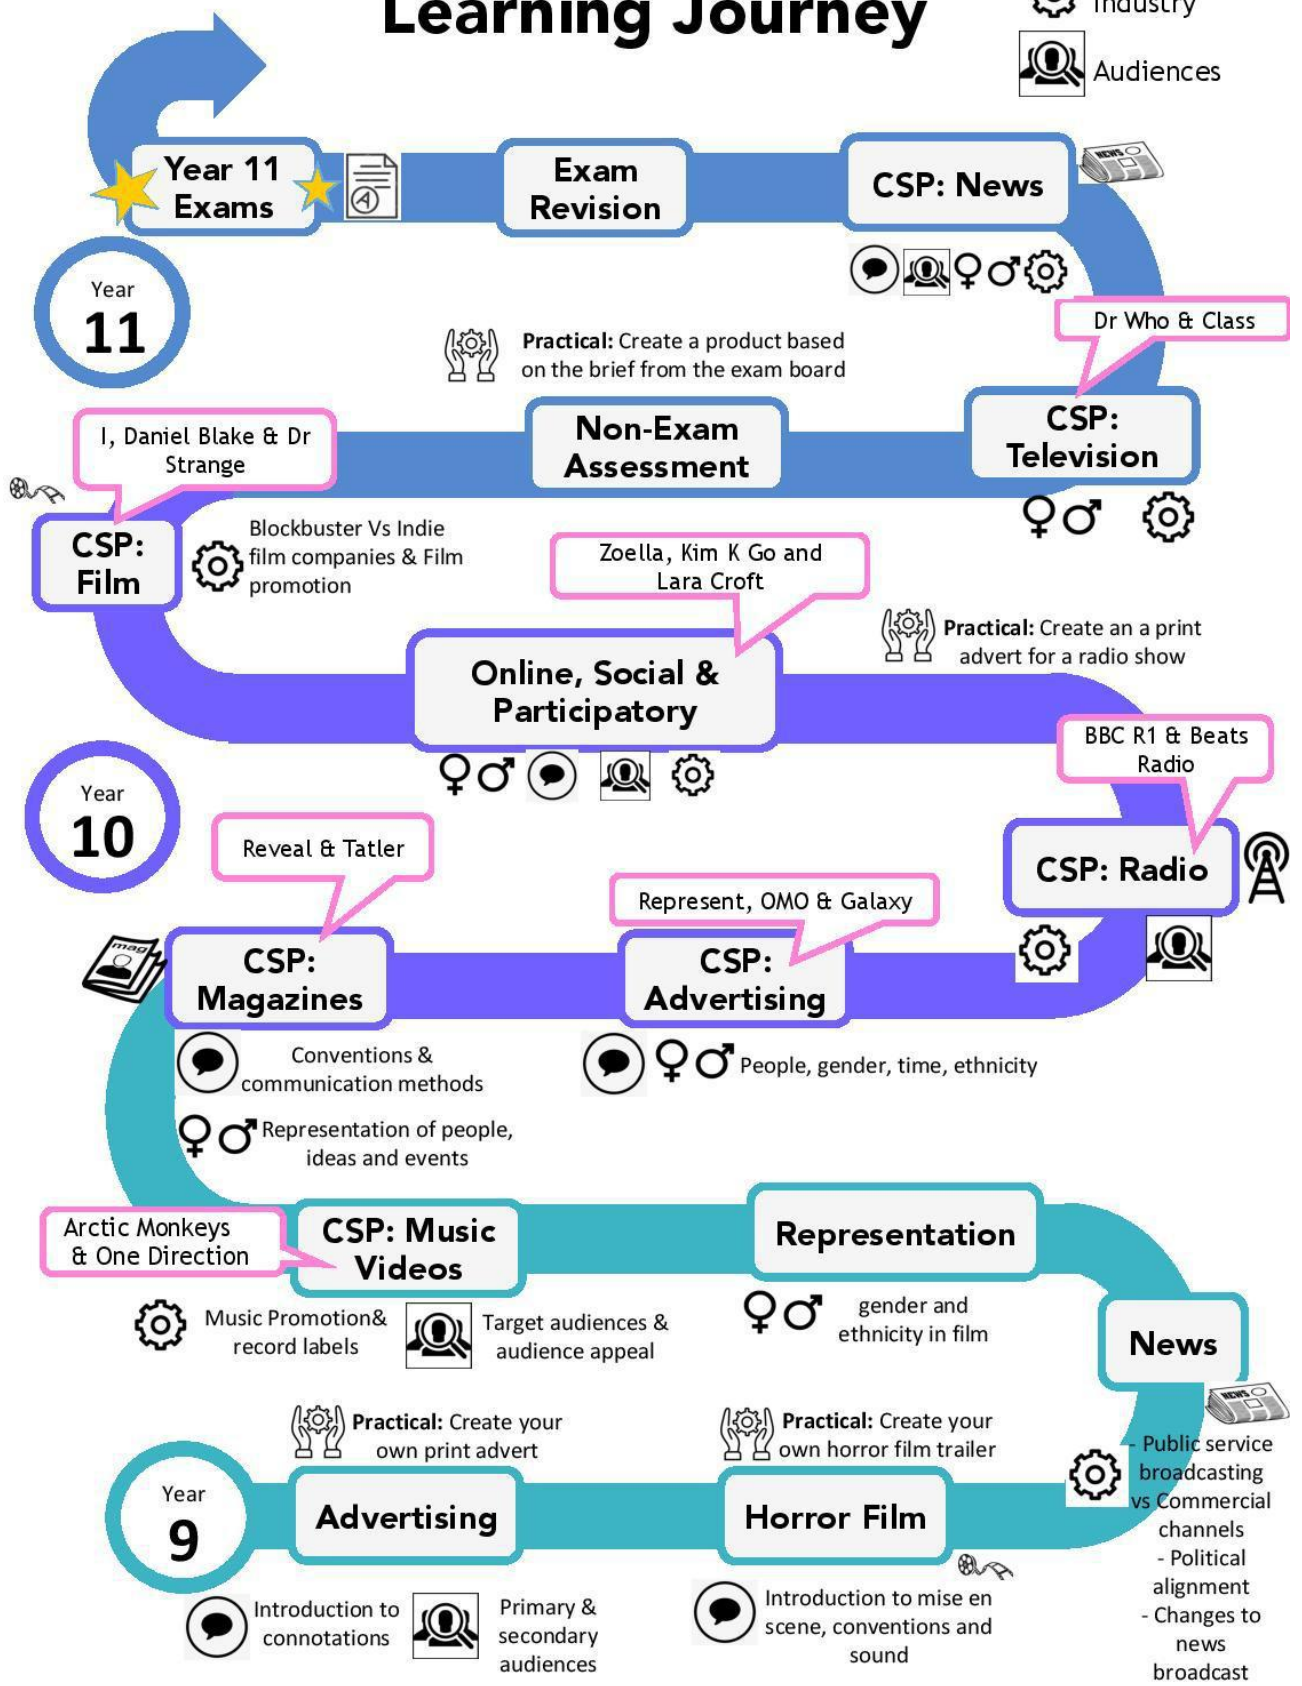 Learning Journey
Industry
Audiences
Year 11
Exams
A
Exam
Revision
CSP: News
NEWS
Year
11
Practical: Create a product based
on the brief from the exam board
Dr Who & Class
Non-Exam
Assessment
CSP:
Television
I, Daniel Blake & Dr
Strange
CSP:
Film
Blockbuster Vs Indie
film companies & Film
promotion
Zoella, Kim K Go and
Lara Croft
Online, Social &
Participatory
Practical: Create an a print
advert for a radio show
BBC R1 & Beats
Radio
CSP: Radio
Year
10
Reveal & Tatler
Represent, OMO & Galaxy
mag
CSP:
Magazines
CSP:
Advertising
Conventions &
communication methods
People, gender, time, ethnicity
Representation of people,
ideas and events
Arctic Monkeys
& One Direction
CSP: Music
Videos
Representation
Music Promotion&
record labels
Target audiences &
audience appeal
gender and
ethnicity in film
News
NEWS
- Public service
broadcasting
vs Commercial
channels
- Political
alignment
- Changes to
news
broadcast
Practical: Create your
own print advert
Practical: Create your
own horror film trailer
Year
9
Advertising
Horror Film
Introduction to
connotations
Primary &
secondary
audiences
Introduction to mise en
scene, conventions and
sound